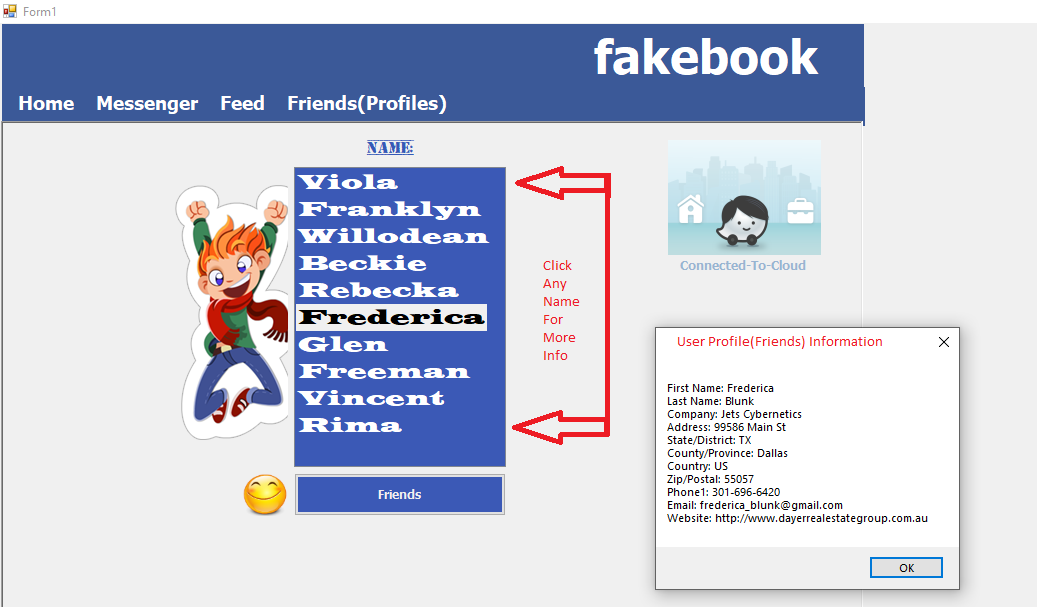 Form1
fakebook
Home Messenger Feed Friends(Profiles)
NAME:
Viola
Franklyn
Willodean
Beckie
Rebecka
Frederica
Glen
Freeman
Vincent
Rima
Friends
Click
Any
Name
For
More
Info
Connected-To-Cloud
User Profile(Friends) Information
First Name: Frederica
Last Name: Blunk
Company: Jets Cybernetics
Address: 99586 Main St
State/District: TX
County/Province: Dallas
Country: US
Zip/Postal: 55057
Phone1: 301-696-6420
Email: frederica_blunk@gmail.com
Website: http://www.dayerrealestategroup.com.au
OK